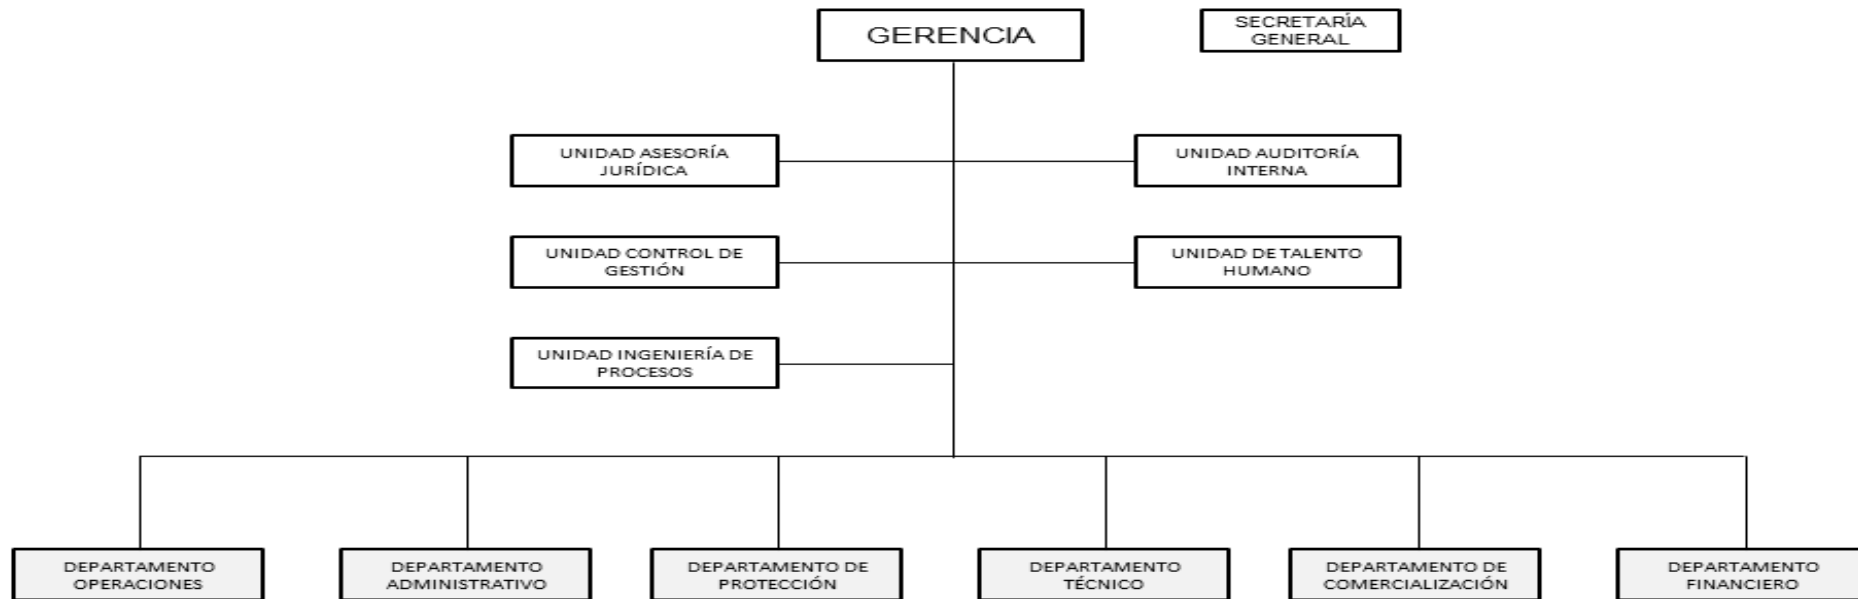 GERENCIA
SECRETARÍA
GENERAL
UNIDAD ASESORÍA
JURÍDICA
UNIDAD AUDITORÍA
INTERNA
UNIDAD CONTROL DE
GESTIÓN
UNIDAD DE TALENTO
HUMANO
UNIDAD INGENIERÍA DE
PROCESOS
DEPARTAMENTO
OPERACIONES
DEPARTAMENTO
ADMINISTRATIVO
DEPARTAMENTO DE
PROTECCIÓN
DEPARTAMENTO
TÉCNICO
DEPARTAMENTO DE
COMERCIALIZACIÓN
DEPARTAMENTO
FINANCIERO